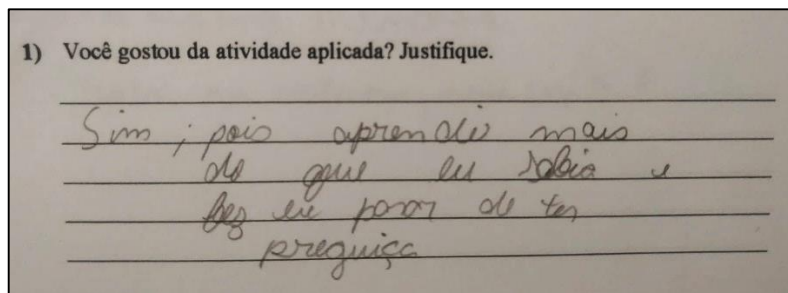 1) Você gostou da atividade aplicada? Justifique.
Sim, pois aprendi mais
do que eu sabia e
fez eu parar de ter
preguiça